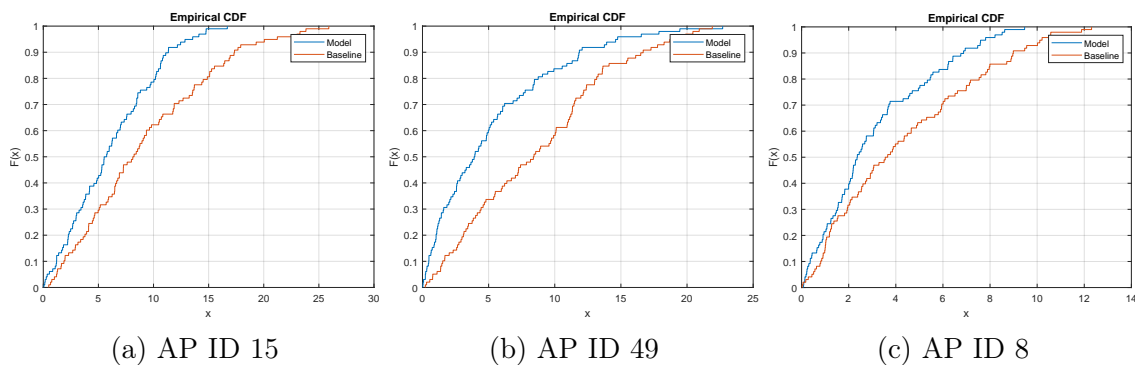 Empirical CDF
1
0.9
0.8
0.7
0.6
0.5
0.4
0.3
0.2
0.1
0
F(x)
Model
Baseline
0 5 10 15 20 25 30
x
(a) AP ID 15
Empirical CDF
1
0.9
0.8
0.7
0.6
0.5
0.4
0.3
0.2
0.1
0
F(x)
Model
Baseline
0 5 10 15 20 25
x
(b) AP ID 49
Empirical CDF
1
0.9
0.8
0.7
0.6
0.5
0.4
0.3
0.2
0.1
0
F(x)
Model
Baseline
0 2 4 6 8 10 12 14
x
(c) AP ID 8